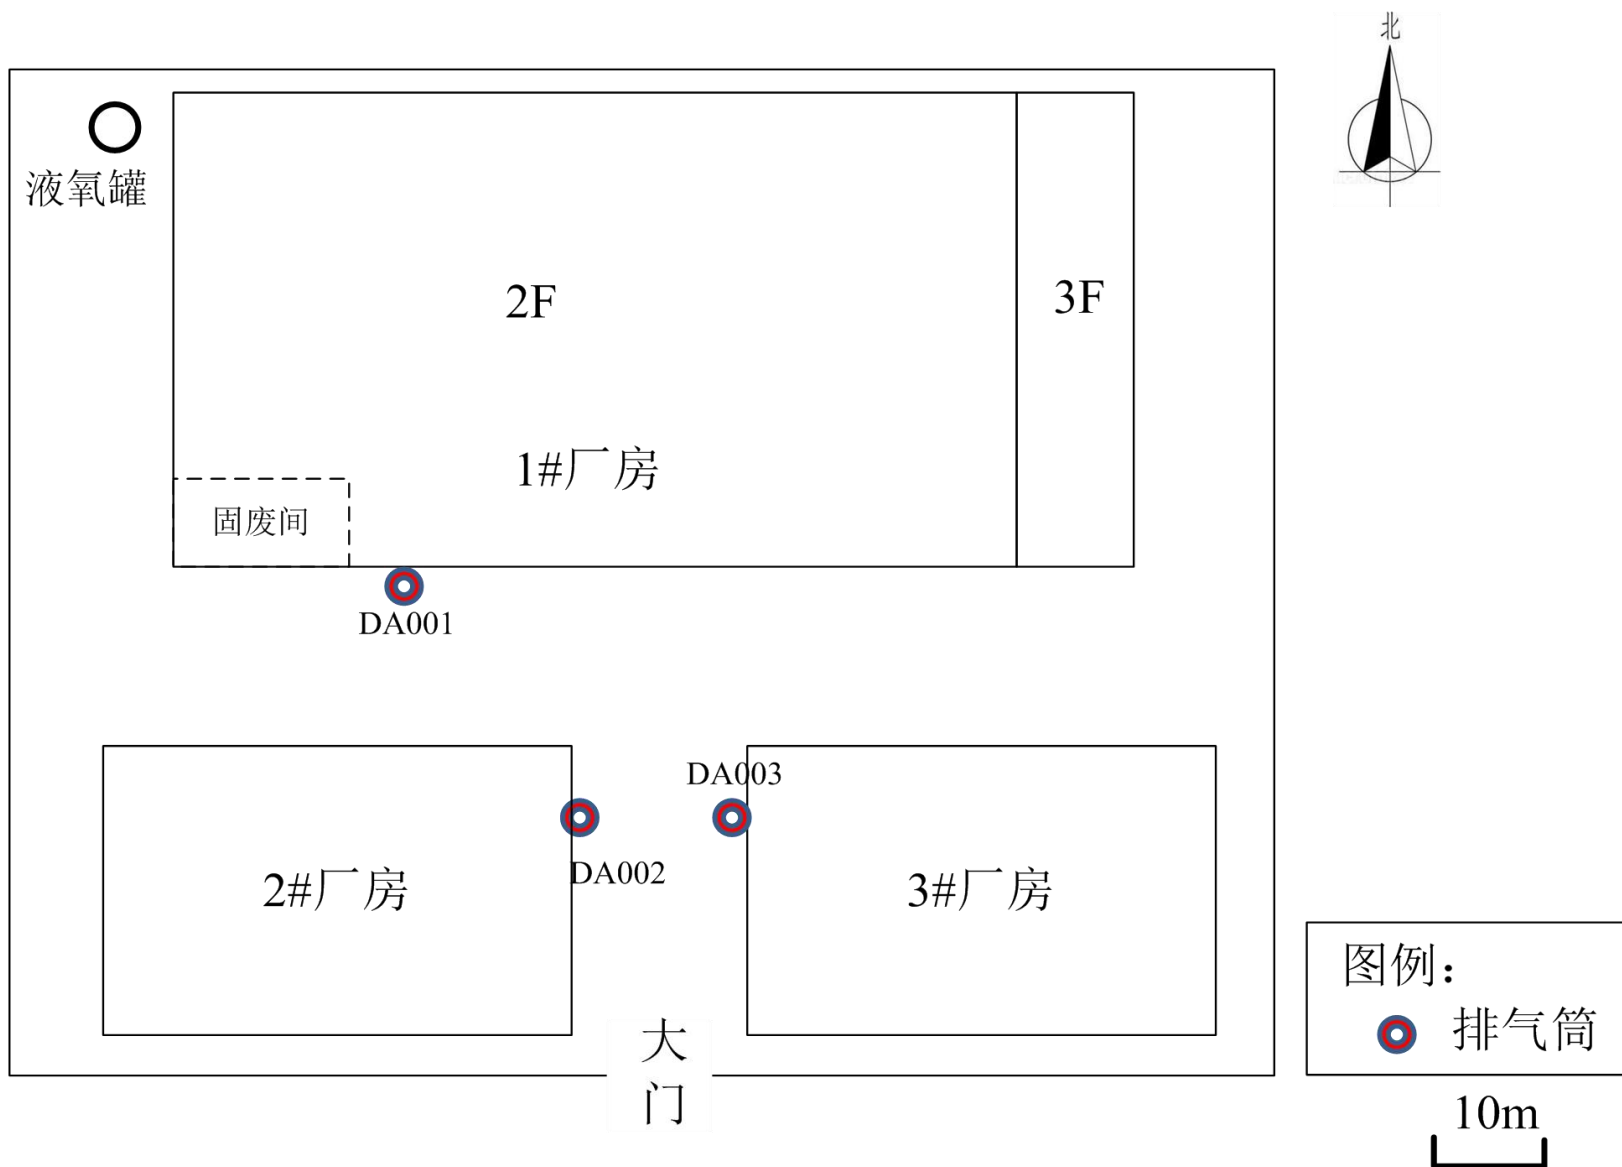 北
液氧罐
2F
3F
1#厂房
固废间
DA001
DA003
DA002
2#厂房
3#厂房
大
门
图例：
排气筒
10m